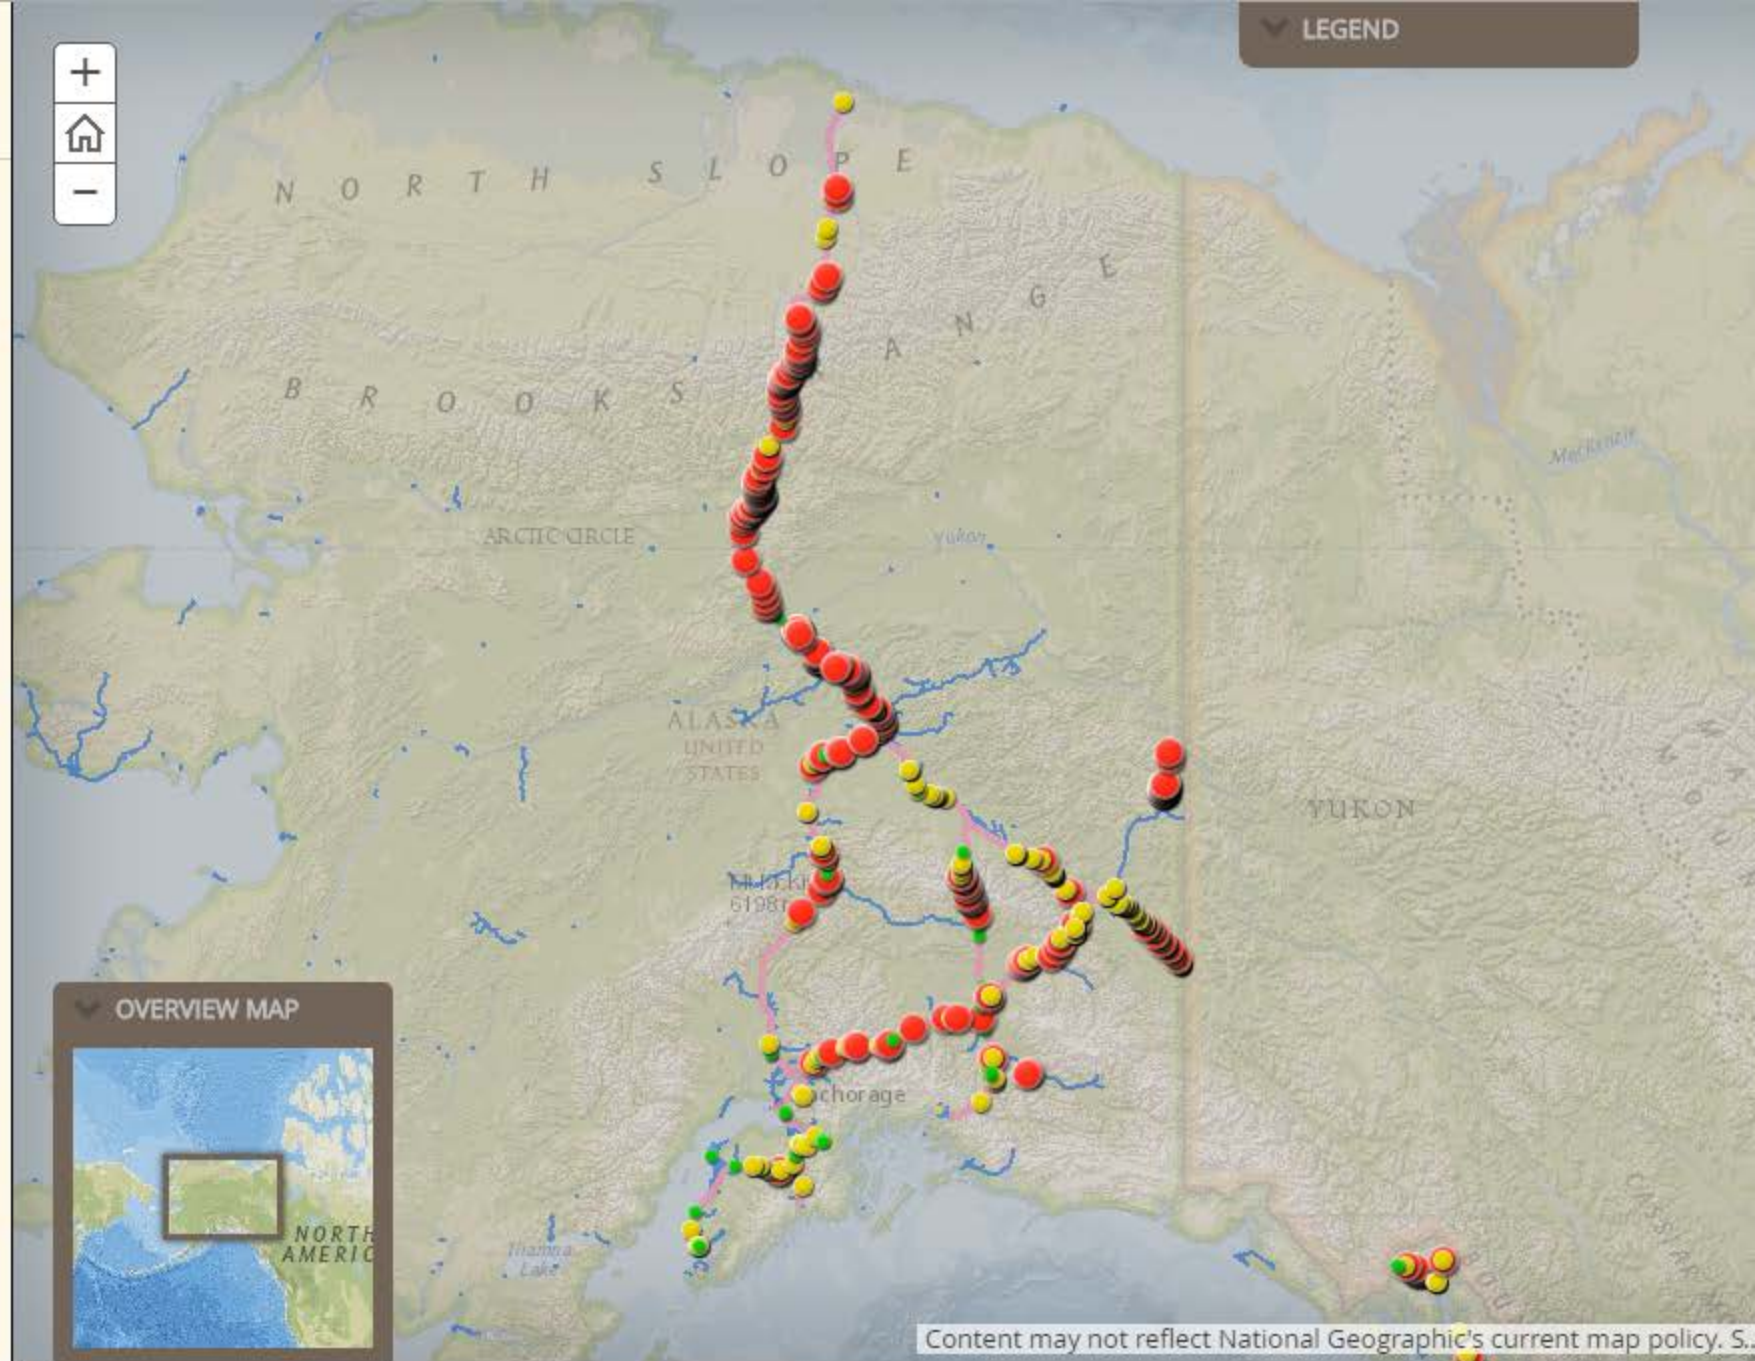 LEGEND
NORTH SLOPE
BROOKS RANGE
Mackenzie
ARCTIC CIRCLE
Yukon
ALASKA
UNITED
STATES
YUKON
6198
chorage
OVERVIEW MAP
NORTH
AMERIC
Iliamna
Lake
Content may not reflect National Geographic's current map policy. S..